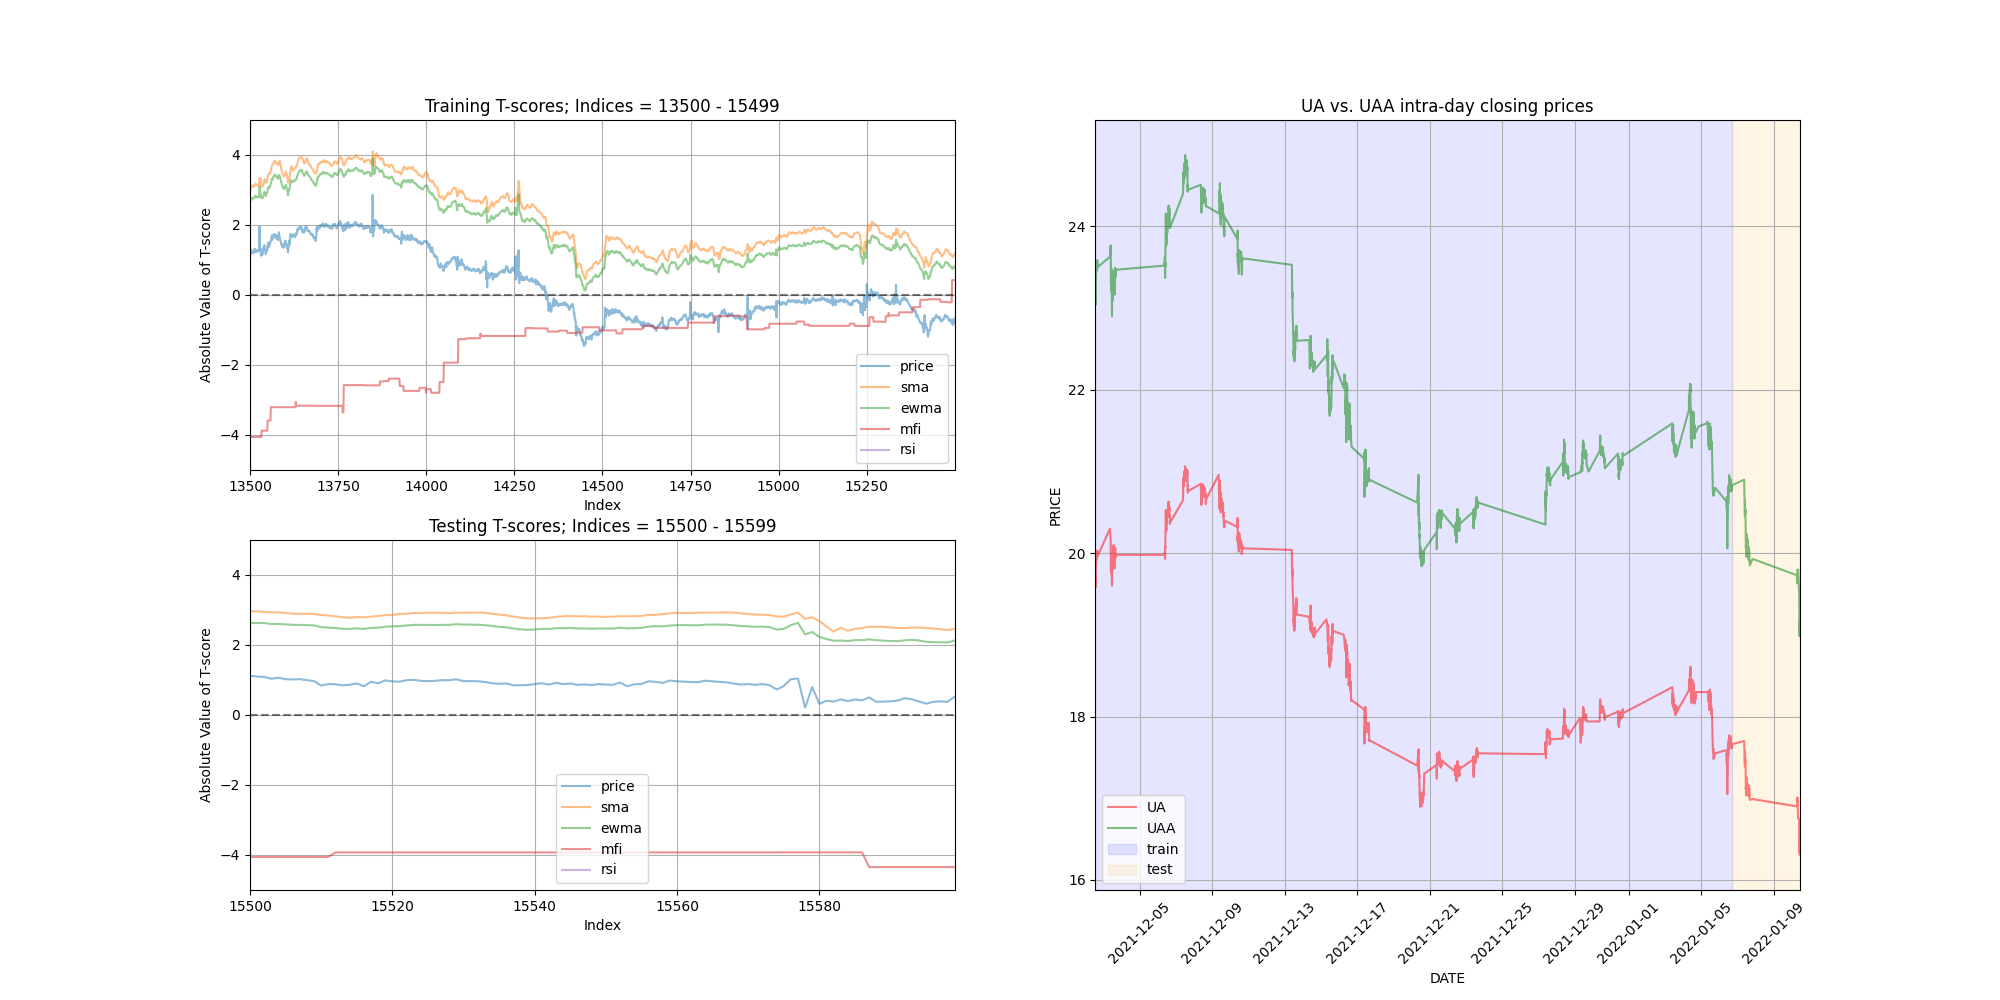 Training T-scores; Indices = 13500 - 15499
Absolute Value of T-score
4
2
0
−2
−4
price
sma
ewma
mfi
rsi
13500 13750 14000 14250 14500 14750 15000 15250
Index
Testing T-scores; Indices = 15500 - 15599
Absolute Value of T-score
4
2
0
−2
−4
price
sma
ewma
mfi
rsi
15500 15520 15540 15560 15580
Index
UA vs. UAA intra-day closing prices
PRICE
24
22
20
18
16
UA
UAA
train
test
2021-12-05 2021-12-09 2021-12-13 2021-12-17 2021-12-21 2021-12-25 2021-12-29 2022-01-01 2022-01-05 2022-01-09
DATE